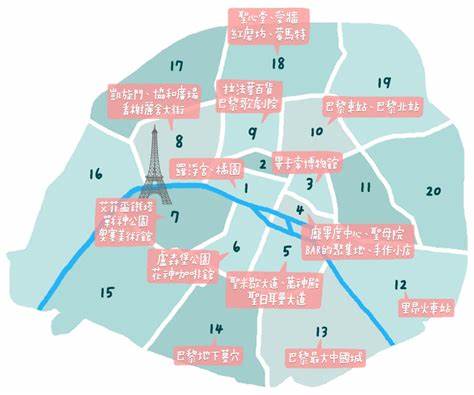 聖心堂、愛牆
紅磨坊、蒙馬特
18
17
19
凱旋門、協和廣場
香榭麗舍大街
8
拉法葉百貨
巴黎歌劇院
9
巴黎車站、巴黎北站
10
16
羅浮宮、橘園
1
2
畢卡索博物館
3
11
20
艾菲爾鐵塔
戰神公園
奧塞美術館
7
4
龐畢度中心、聖母院
BAR的聚集地、手作小店
盧森堡公園
花神咖啡館
6
5
聖米歇大道、萬神殿
聖日耳曼大道
15
12
里昂火車站
14
巴黎地下墓穴
13
巴黎最大中國城